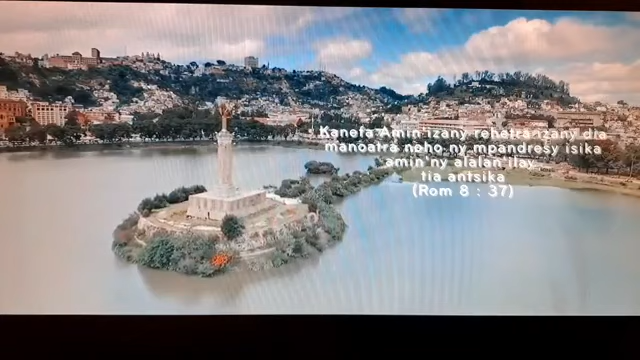 Kanefa Amin'izany rehetra izany dia
manoatra noho ny mpandresy isika
amin'ny alalan'ilay
tia antsika
(Rom 8 : 37)